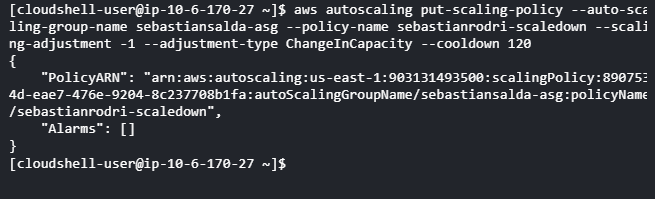 [cloudshell-user@ip-10-6-170-27 ~]$ aws autoscaling put-scaling-policy --auto-sca
ling-group-name sebastiansalda-asg --policy-name sebastianrodri-scaledown --scali
ng-adjustment -1 --adjustment-type ChangeInCapacity --cooldown 120
{
    "PolicyARN": "arn:aws:autoscaling:us-east-1:903131493500:scalingPolicy:890753
4d-eae7-476e-9204-8c237708b1fa:autoScalingGroupName/sebastiansalda-asg:policyName
/sebastianrodri-scaledown",
    "Alarms": []
}
[cloudshell-user@ip-10-6-170-27 ~]$